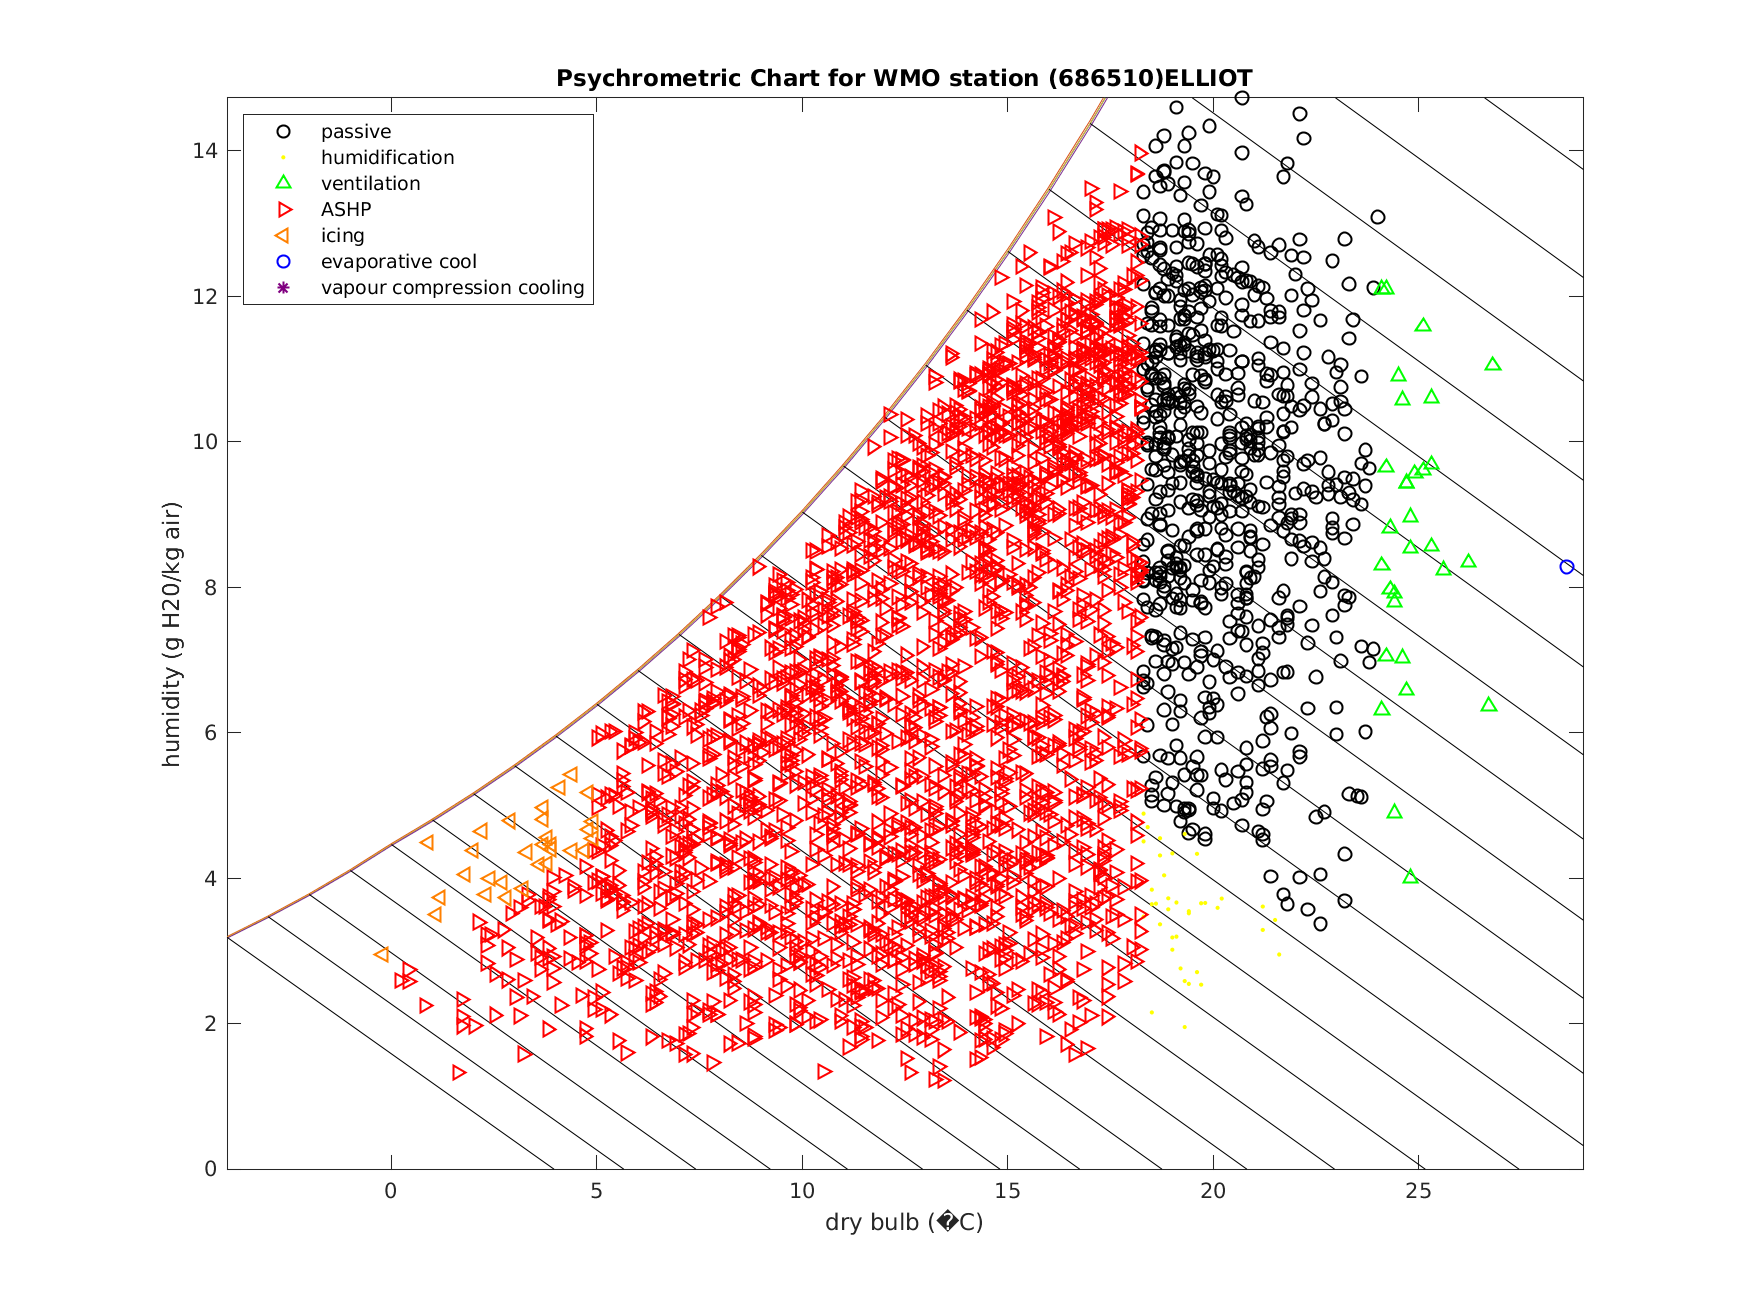 Psychrometric Chart for WMO station (686510)ELLIOT
passive
humidification
ventilation
ASHP
icing
evaporative cool
vapour compression cooling
humidity (g H20/kg air)
14
12
10
8
6
4
2
0
0 5 10 15 20 25
dry bulb (�C)